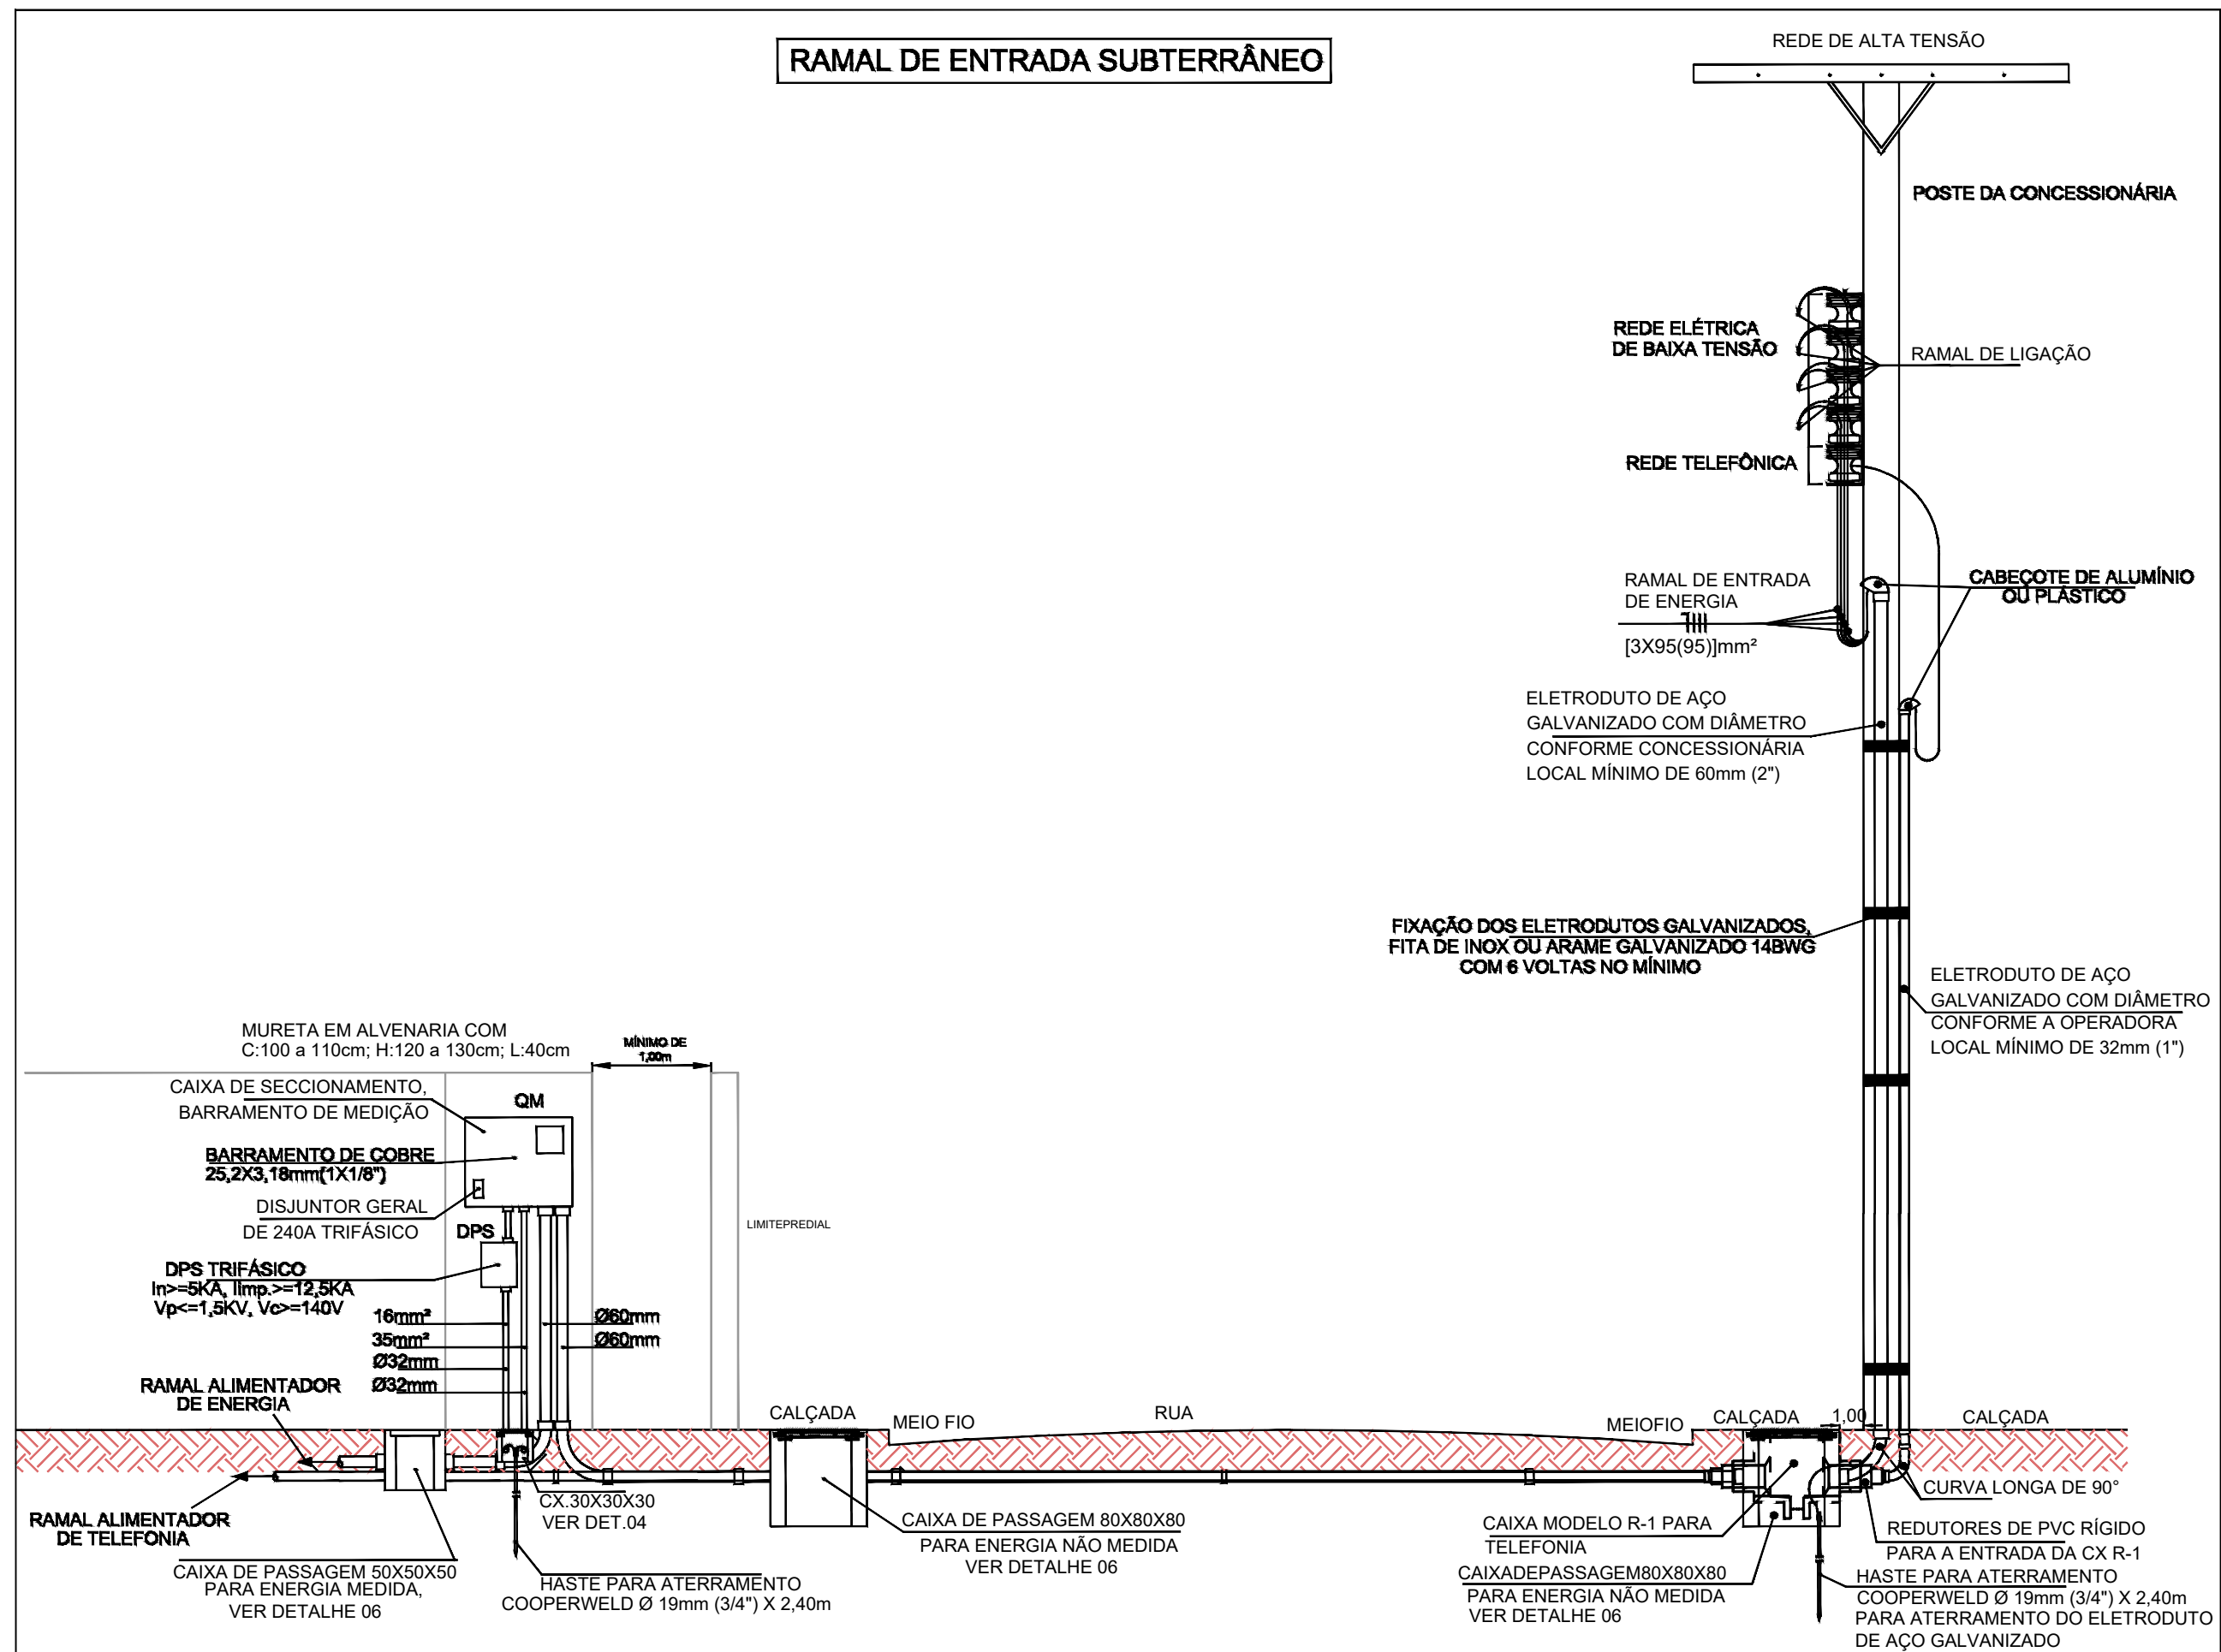 RAMAL DE ENTRADA SUBTERRÂNEO
REDE DE ALTA TENSÃO
POSTE DA CONCESSIONÁRIA
REDE ELÉTRICA
DE BAIXA TENSÃO
RAMAL DE LIGAÇÃO
REDE TELEFÔNICA
RAMAL DE ENTRADA
DE ENERGIA
[3X95(95)]mm²
CABEÇOTE DE ALUMÍNIO
OU PLÁSTICO
ELETRODUTO DE AÇO
GALVANIZADO COM DIÂMETRO
CONFORME CONCESSIONÁRIA
LOCAL MÍNIMO DE 60mm (2")
FIXAÇÃO DOS ELETRODUTOS GALVANIZADOS,
FITA DE INOX OU ARAME GALVANIZADO 14BWG
COM 6 VOLTAS NO MÍNIMO
ELETRODUTO DE AÇO
GALVANIZADO COM DIÂMETRO
CONFORME A OPERADORA
LOCAL MÍNIMO DE 32mm (1")
MURETA EM ALVENARIA COM
C:100 a 110cm; H:120 a 130cm; L:40cm
MÍNIMO DE
1,00m
CAIXA DE SECCIONAMENTO,
BARRAMENTO DE MEDIÇÃO
QM
BARRAMENTO DE COBRE
25,2X3,18mm(1X1/8")
DISJUNTOR GERAL
DE 240A TRIFÁSICO
DPS
LIMITEPREDIAL
DPS TRIFÁSICO
In>=5KA, Iimp.>=12,5KA
Vp<=1,5KV, Vc>=140V
16mm²
35mm²
Ø32mm
Ø32mm
Ø60mm
Ø60mm
RAMAL ALIMENTADOR
DE ENERGIA
CALÇADA
MEIO FIO
RUA
MEIOFIO
CALÇADA
1,00
CALÇADA
RAMAL ALIMENTADOR
DE TELEFONIA
CAIXA DE PASSAGEM 50X50X50
PARA ENERGIA MEDIDA,
VER DETALHE 06
CX.30X30X30
VER DET.04
HASTE PARA ATERRAMENTO
COOPERWELD Ø 19mm (3/4") X 2,40m
CAIXA DE PASSAGEM 80X80X80
PARA ENERGIA NÃO MEDIDA
VER DETALHE 06
CAIXA MODELO R-1 PARA
TELEFONIA
CAIXADEPASSAGEM80X80X80
PARA ENERGIA NÃO MEDIDA
VER DETALHE 06
CURVA LONGA DE 90°
REDUTORES DE PVC RÍGIDO
PARA A ENTRADA DA CX R-1
HASTE PARA ATERRAMENTO
COOPERWELD Ø 19mm (3/4") X 2,40m
PARA ATERRAMENTO DO ELETRODUTO
DE AÇO GALVANIZADO